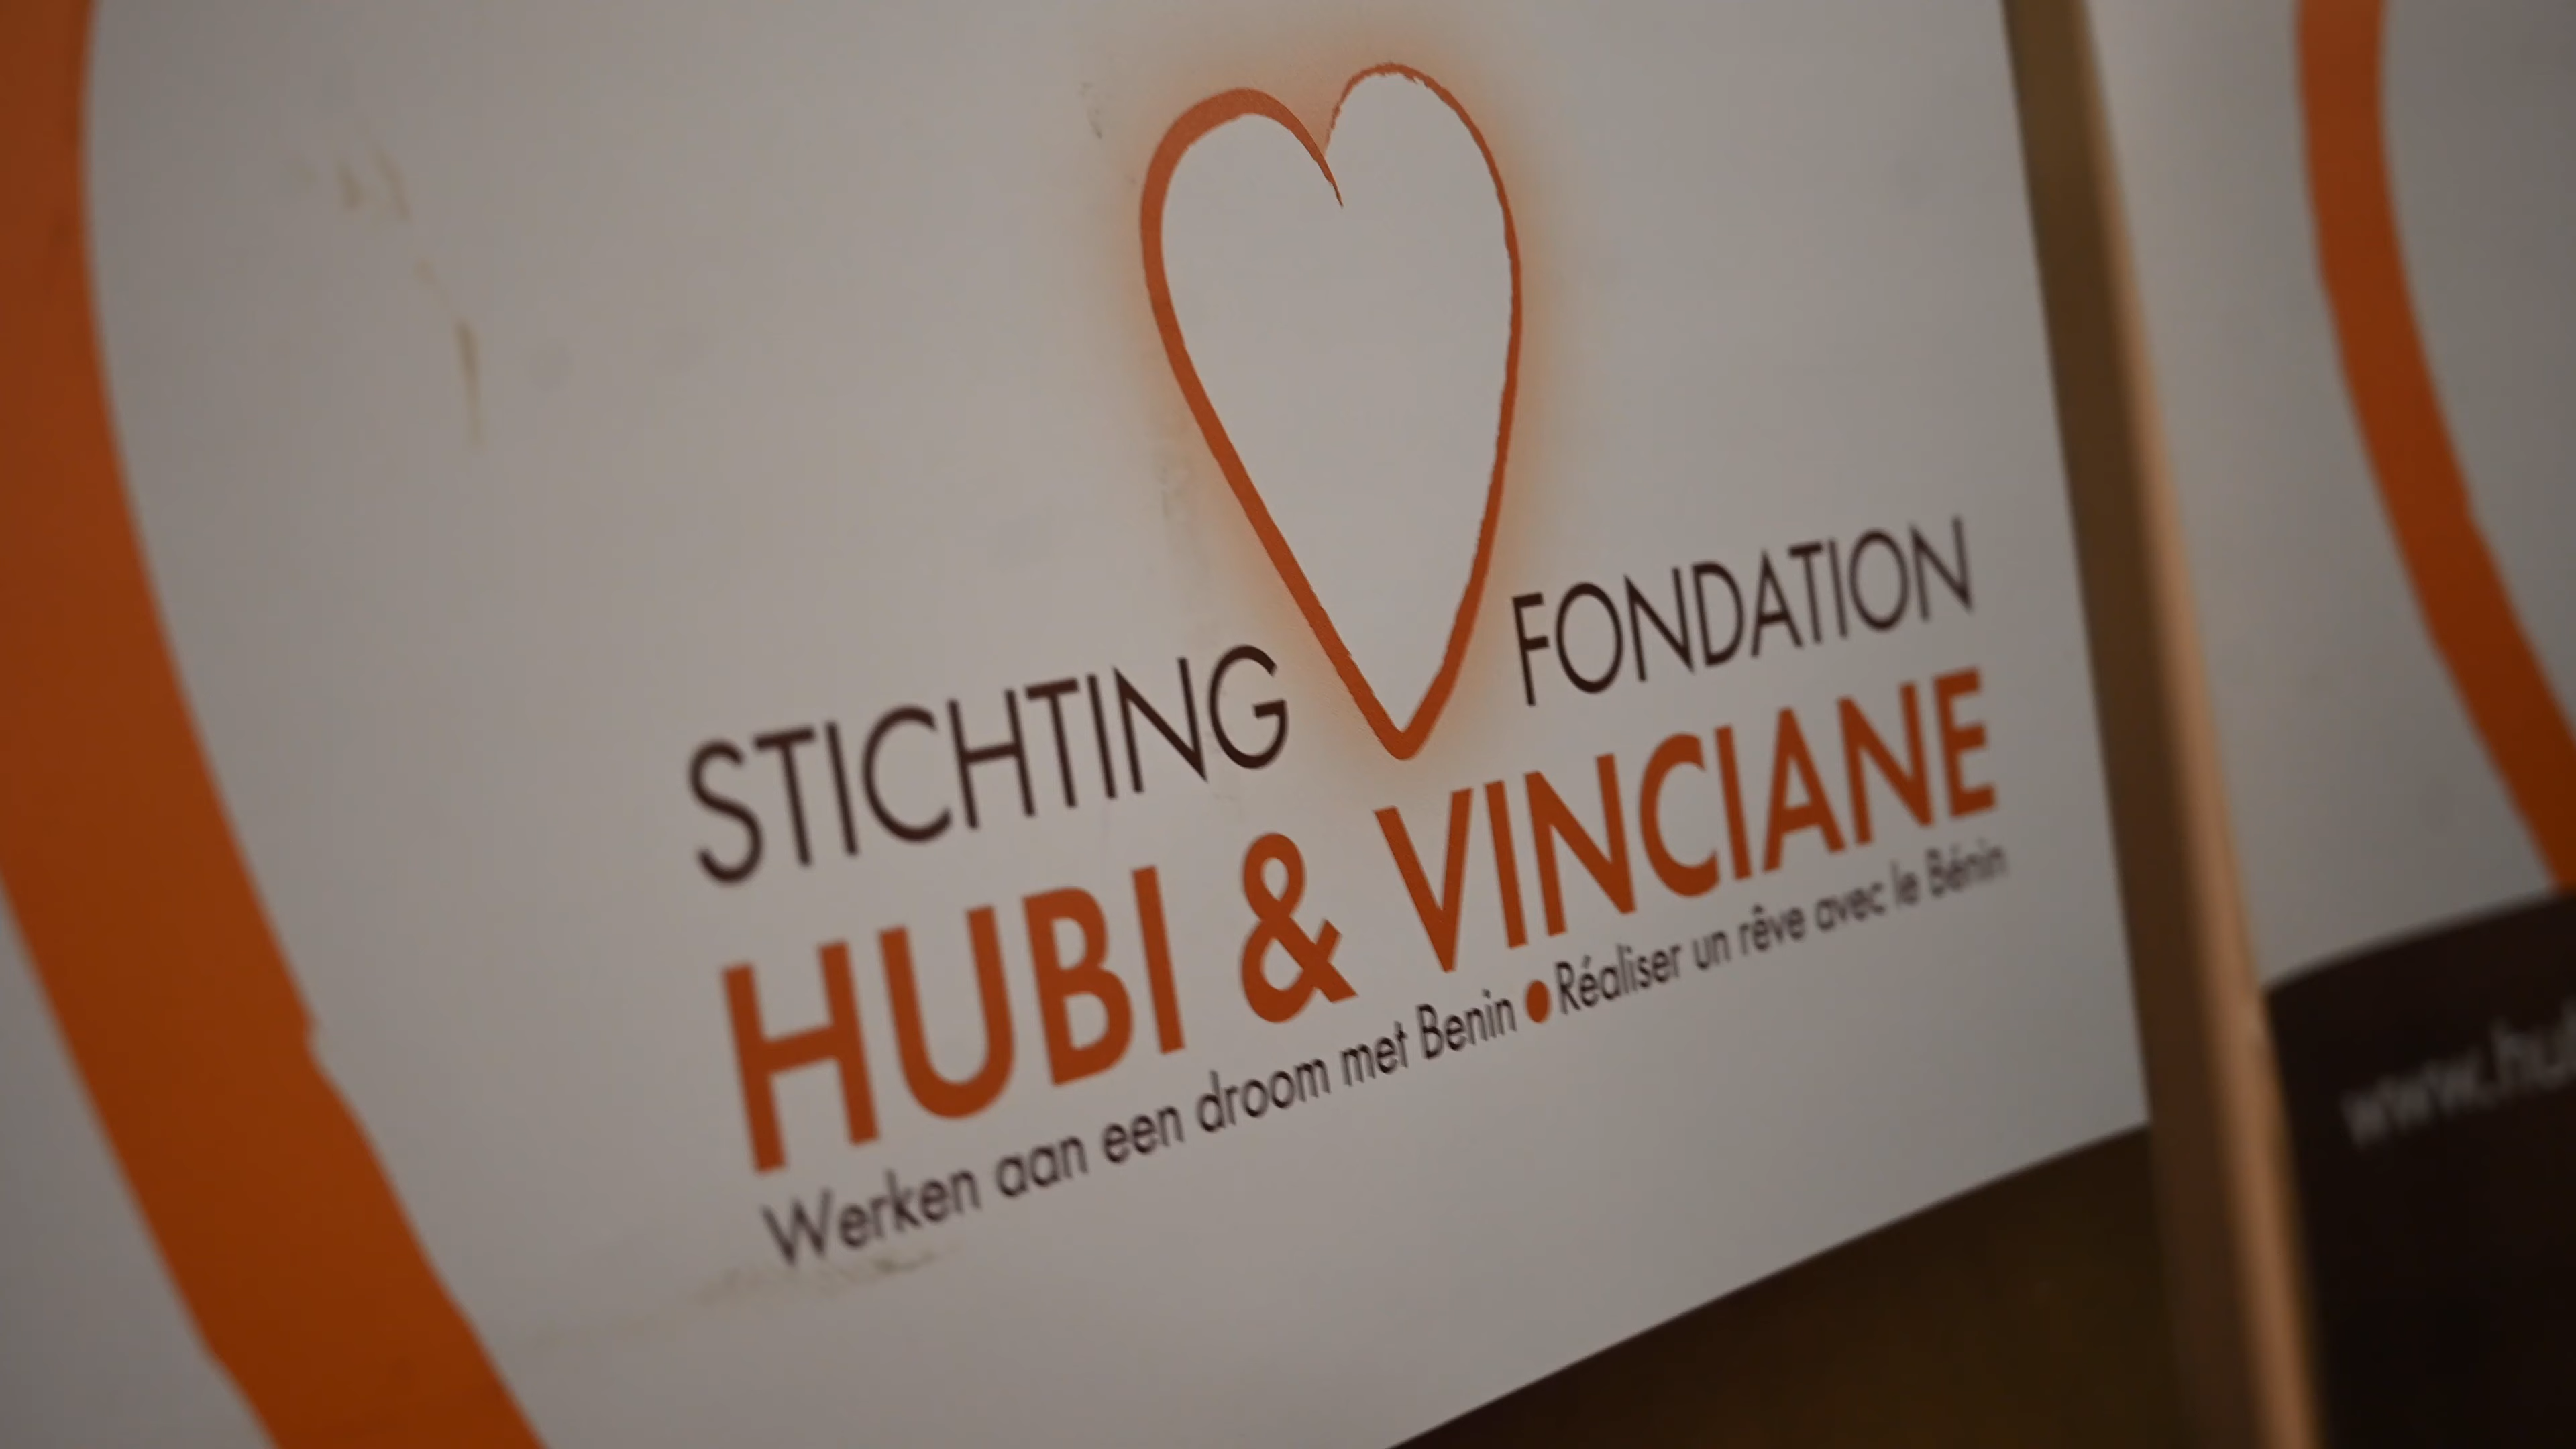 STICHTING FONDATION
HUBI & VINCIANE
Werken aan een droom met Benin • Réaliser un rêve avec le Bénin